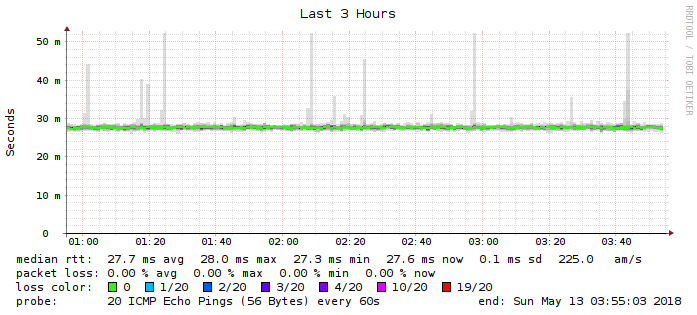 Last 3 Hours
RRDTOOL / TOBI OETIKER
Seconds
50 m
40 m
30 m
20 m
10 m
0
01:00 01:20 01:40 02:00 02:20 02:40 03:00 03:20 03:40
median rtt: 27.7 ms avg 28.0 ms max 27.3 ms min 27.6 ms now 0.1 ms sd 225.0 am/s
packet loss: 0.00 % avg 0.00 % max 0.00 % min 0.00 % now
loss color: 0 1/20 2/20 3/20 4/20 10/20 19/20
probe: 20 ICMP Echo Pings (56 Bytes) every 60s end: Sun May 13 03:55:03 2018